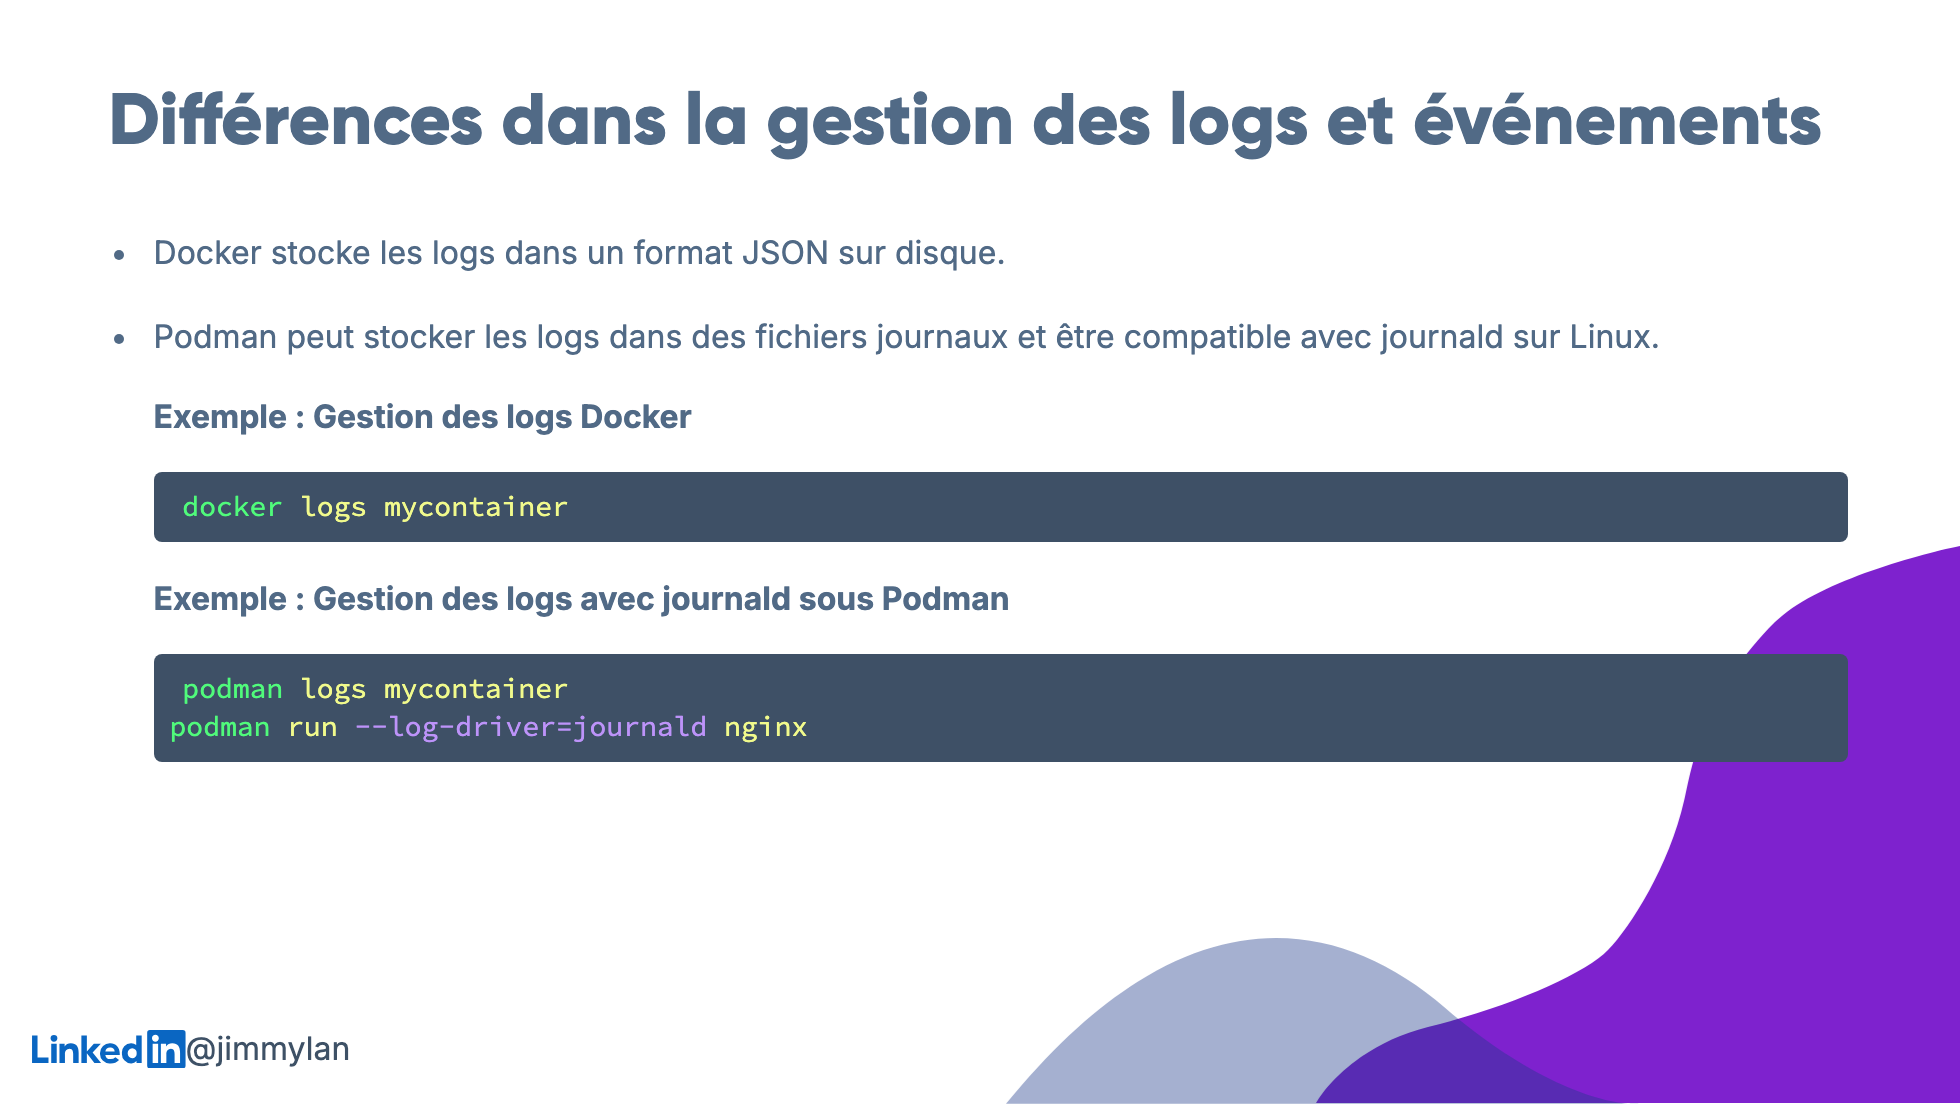 Différences dans la gestion des logs et événements
• Docker stocke les logs dans un format JSON sur disque.
• Podman peut stocker les logs dans des fichiers journaux et être compatible avec journald sur Linux.
Exemple : Gestion des logs Docker
docker logs mycontainer
Exemple : Gestion des logs avec journald sous Podman
podman logs mycontainer
podman run --log-driver=journald nginx
LinkedIn @jimmylan